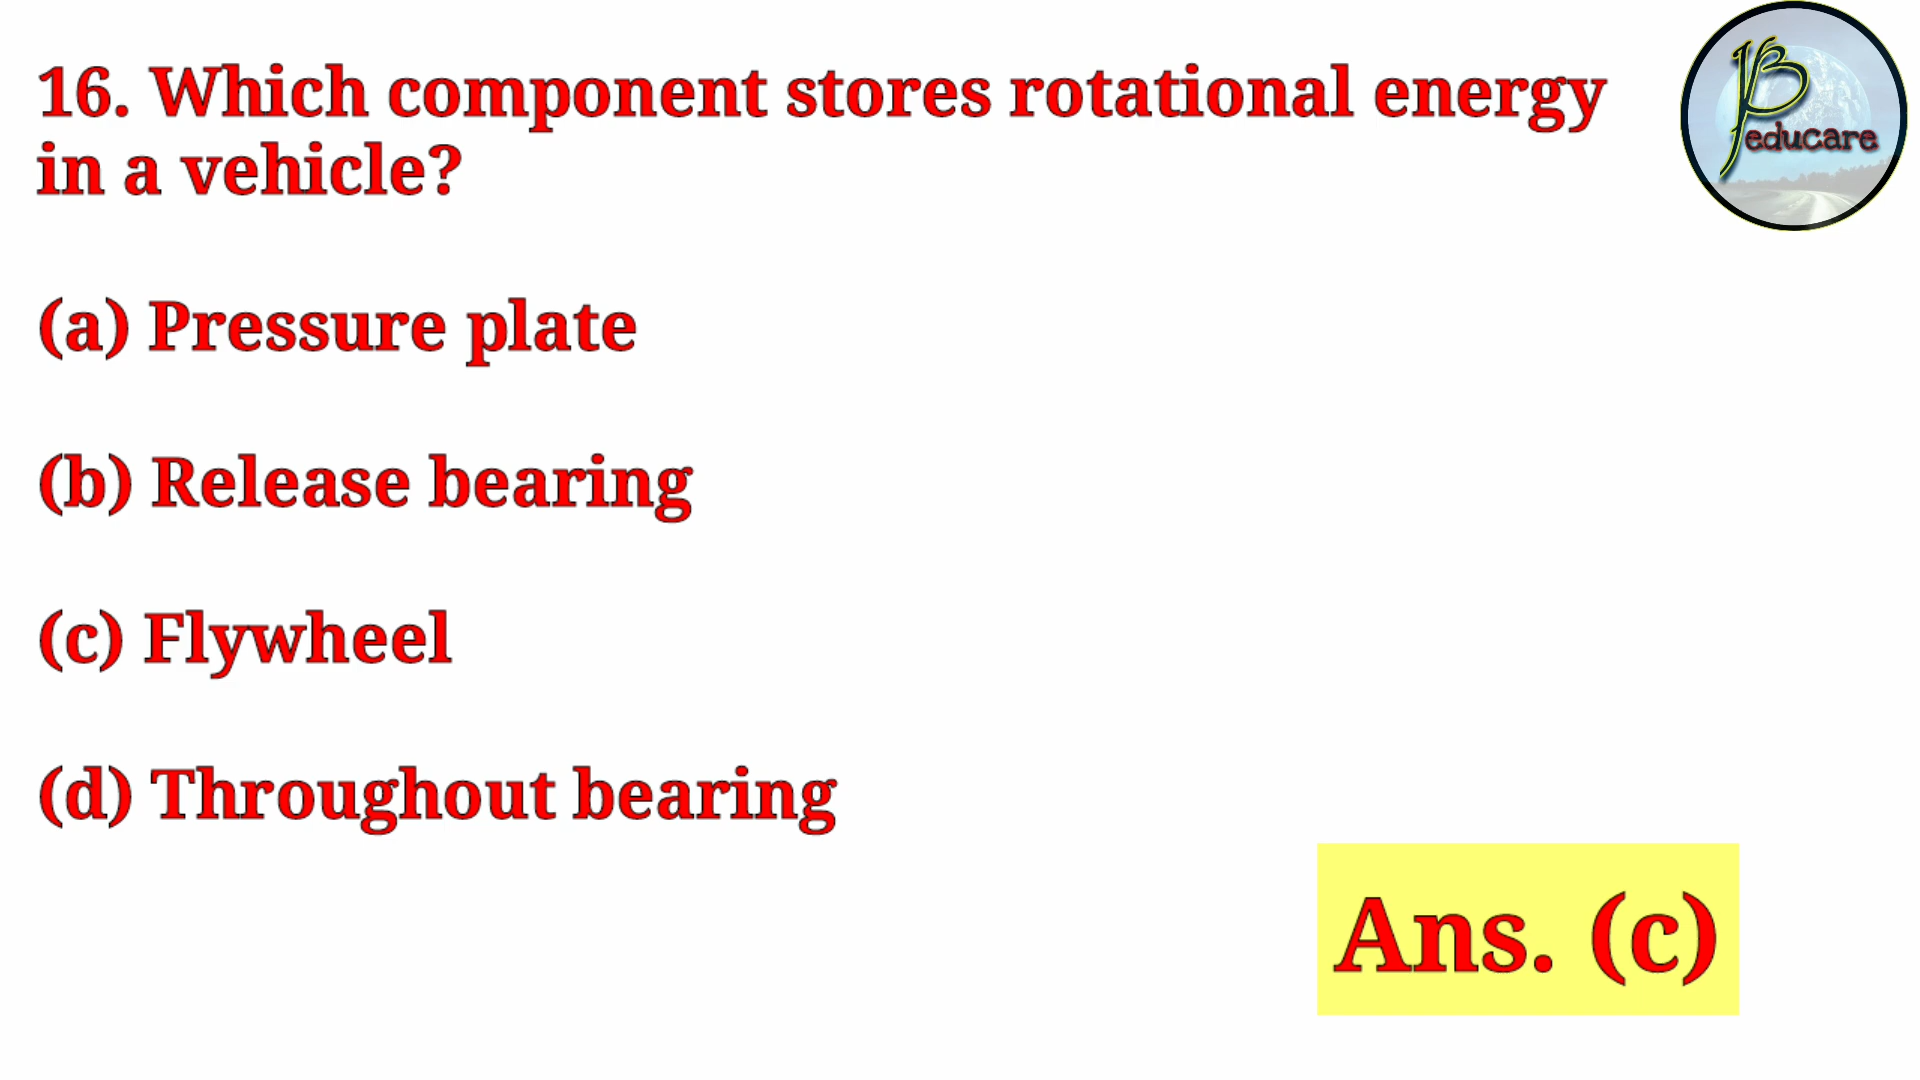 16. Which component stores rotational energy
in a vehicle?
(a) Pressure plate
(b) Release bearing
(c) Flywheel
(d) Throughout bearing
Ans. (c)
educare